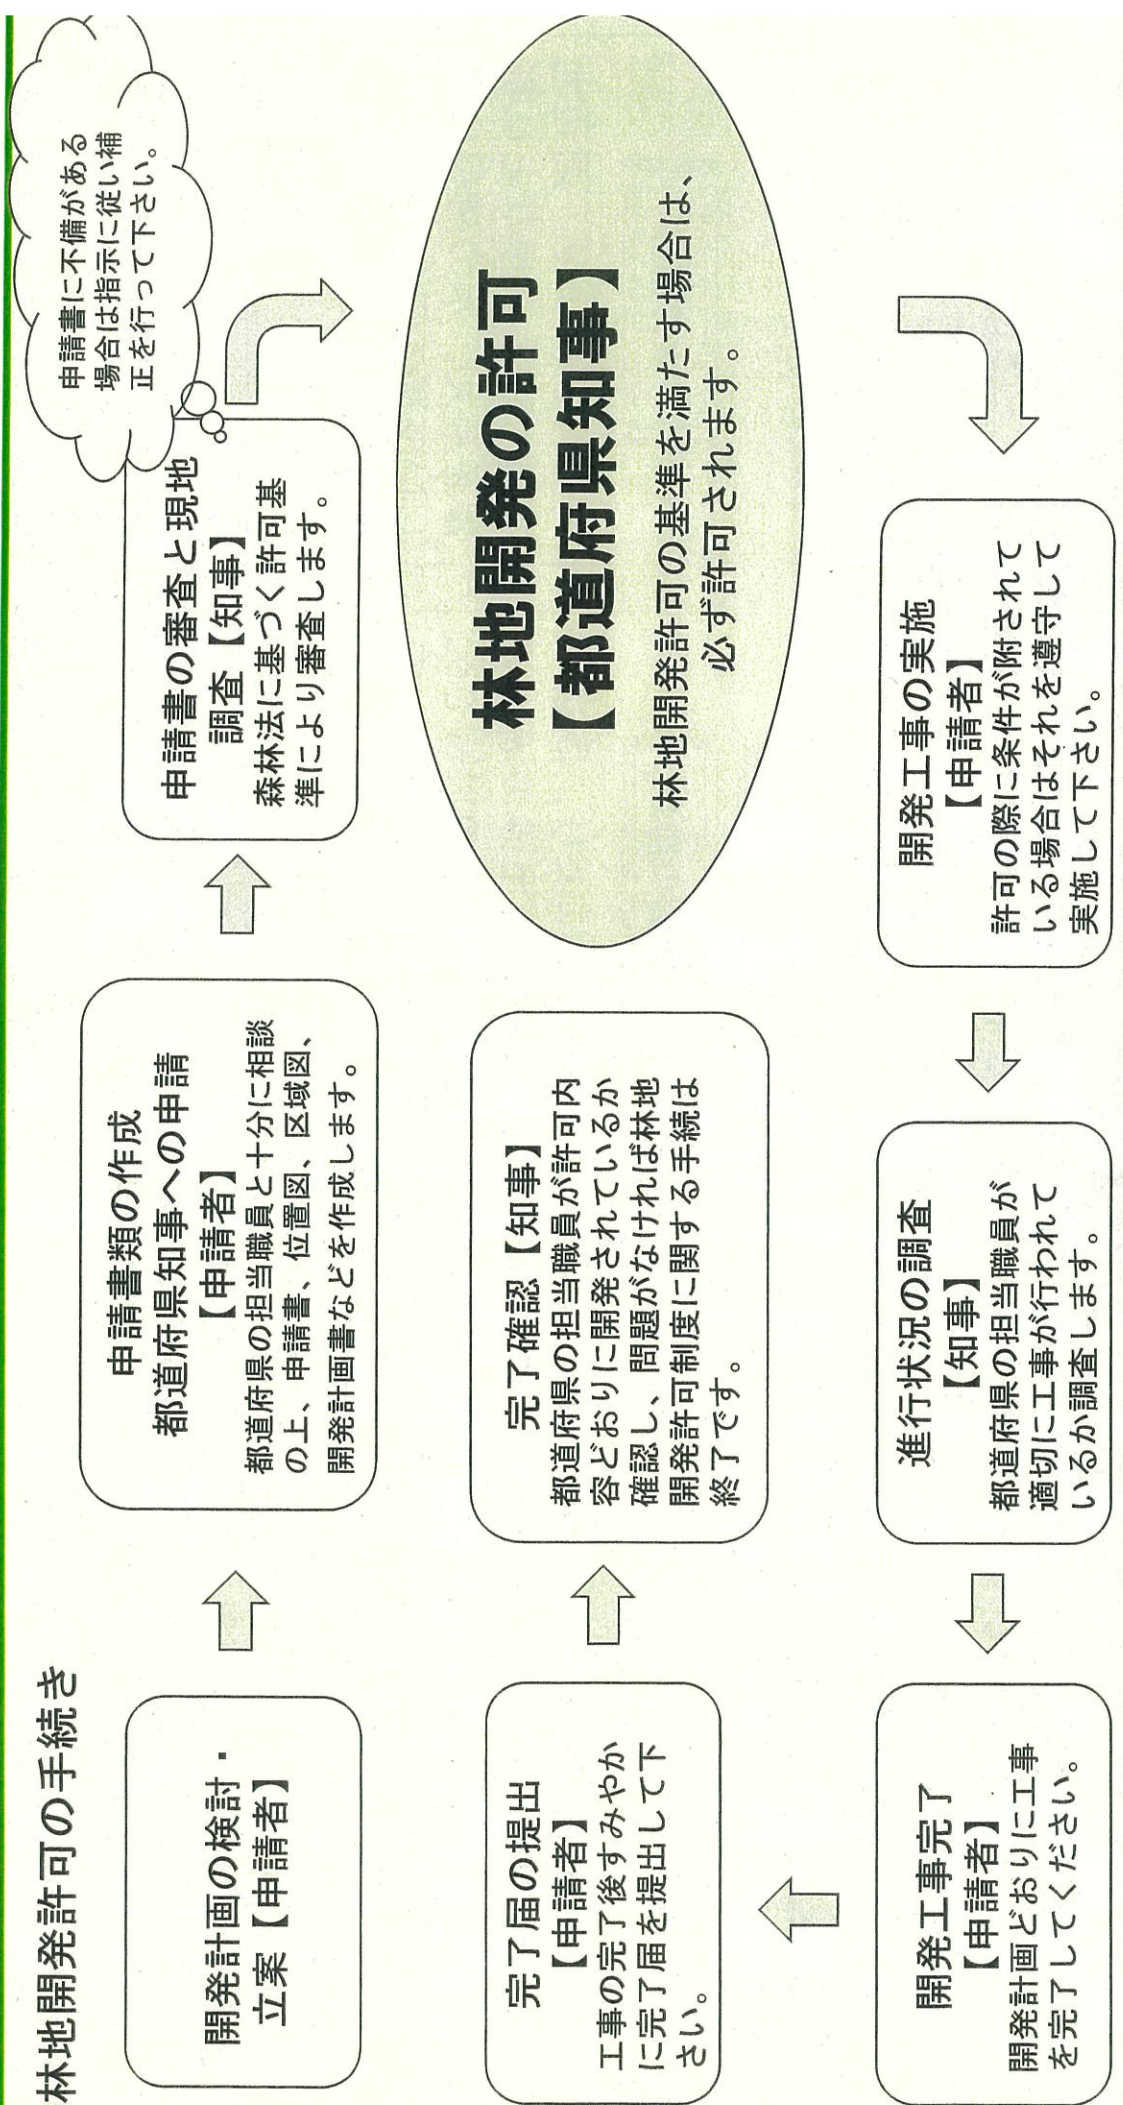 林地開発許可の手続き
開発計画の検討・
立案【申請者】
申請書類の作成
都道府県知事への申請
【申請者】
都道府県の担当職員と十分に相談
の上、申請書、位置図、区域図、
開発計画書などを作成します。
申請書の審査と現地
調査【知事】
森林法に基づく許可基
準により審査します。
申請書に不備がある
場合は指示に従い補
正を行って下さい。
林地開発の許可
【都道府県知事】
林地開発許可の基準を満たす場合は、
必ず許可されます。
開発工事の実施
【申請者】
許可の際に条件が附されて
いる場合はそれを遵守して
実施して下さい。
進行状況の調査
【知事】
都道府県の担当職員が
適切に工事が行われて
いるか調査します。
開発工事完了
【申請者】
開発計画どおりに工事
を完了してください。
完了届の提出
【申請者】
工事の完了後すみやか
に完了届を提出して下
さい。
完了確認【知事】
都道府県の担当職員が許可内
容どおりに開発されているか
確認し、問題がなければ林地
開発許可制度に関する手続は
終了です。